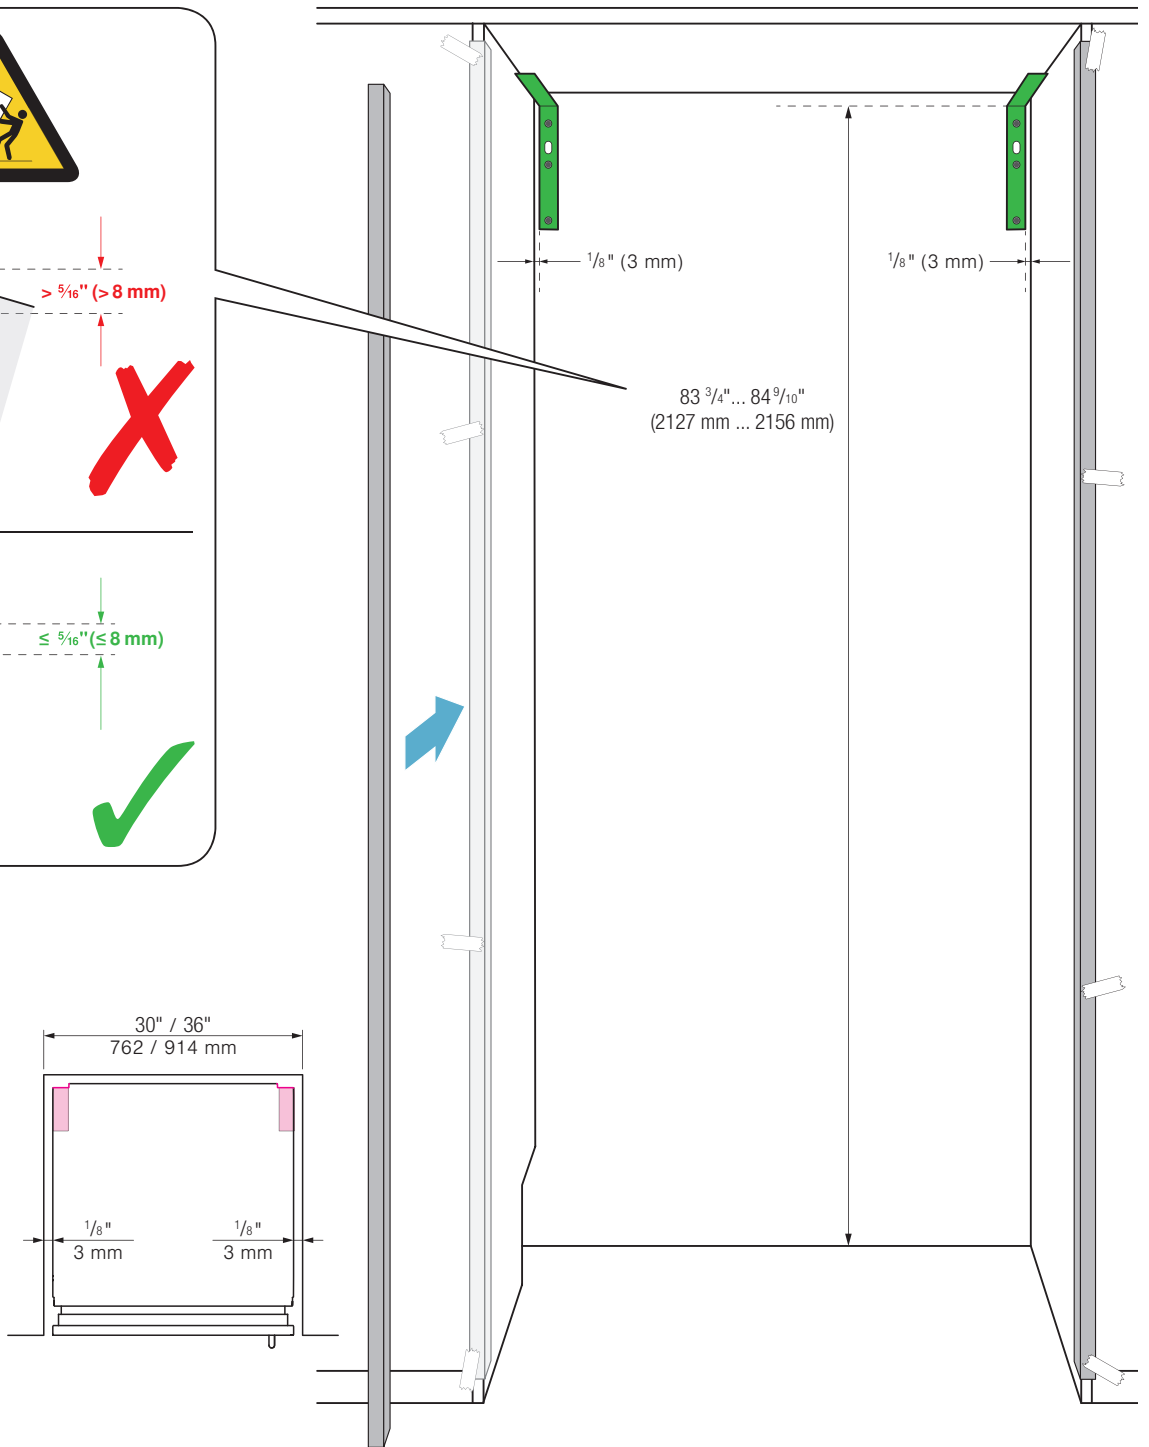 > 5/16" (> 8 mm)
1/8" (3 mm)
1/8" (3 mm)
83 3/4"... 84 9/10"
(2127 mm ... 2156 mm)
≤ 5/16" (≤ 8 mm)
30" / 36"
762 / 914 mm
1/8"
3 mm
1/8"
3 mm